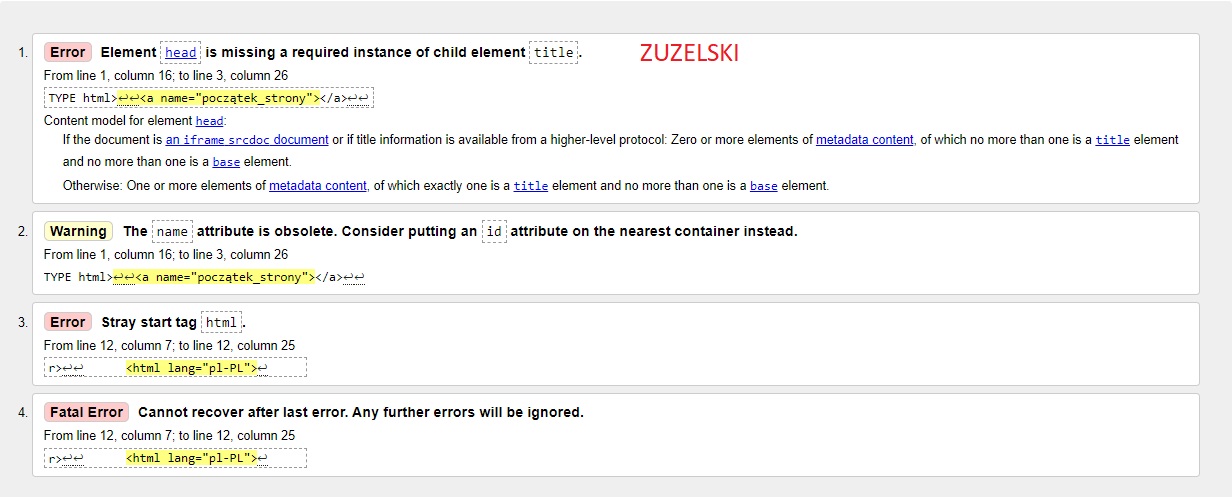 1. Error Element head is missing a required instance of child element title. ZUZELSKI
From line 1, column 16; to line 3, column 26
TYPE html>↩↩<a name="początek_strony"></a>↩↩
Content model for element head:
If the document is an iframe srcdoc document or if title information is available from a higher-level protocol: Zero or more elements of metadata content, of which no more than one is a title element
and no more than one is a base element.
Otherwise: One or more elements of metadata content, of which exactly one is a title element and no more than one is a base element.
2. Warning The name attribute is obsolete. Consider putting an id attribute on the nearest container instead.
From line 1, column 16; to line 3, column 26
TYPE html>↩↩<a name="początek_strony"></a>↩↩
3. Error Stray start tag html.
From line 12, column 7; to line 12, column 25
r>↩↩ <html lang="pl-PL">↩
4. Fatal Error Cannot recover after last error. Any further errors will be ignored.
From line 12, column 7; to line 12, column 25
r>↩↩ <html lang="pl-PL">↩